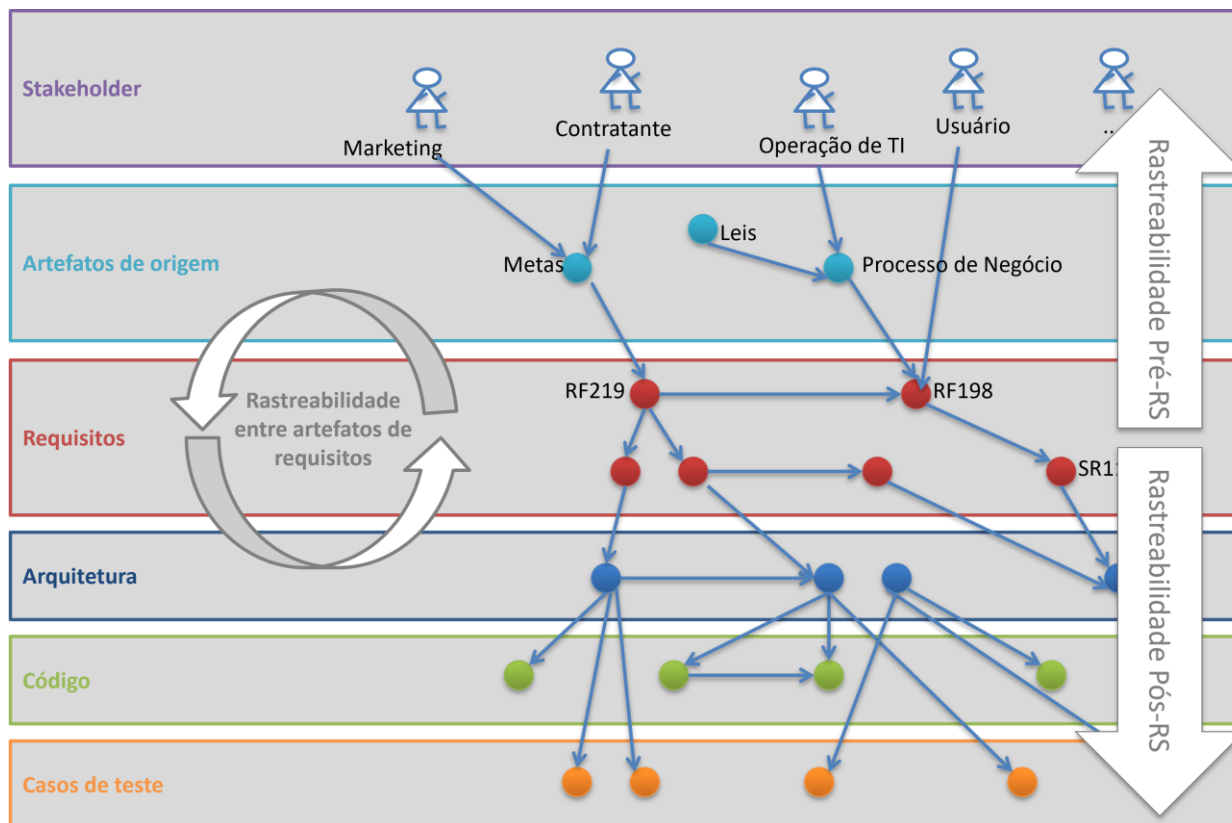 Stakeholder
Marketing
Contratante
Operação de TI
Usuário
..
Artefatos de origem
Metas
Leis
Processo de Negócio
Rastreabilidade Pré-RS
Rastreabilidade
entre artefatos de
requisitos
Requisitos
RF219
RF198
Arquitetura
Código
Casos de teste
Rastreabilidade Pós-RS